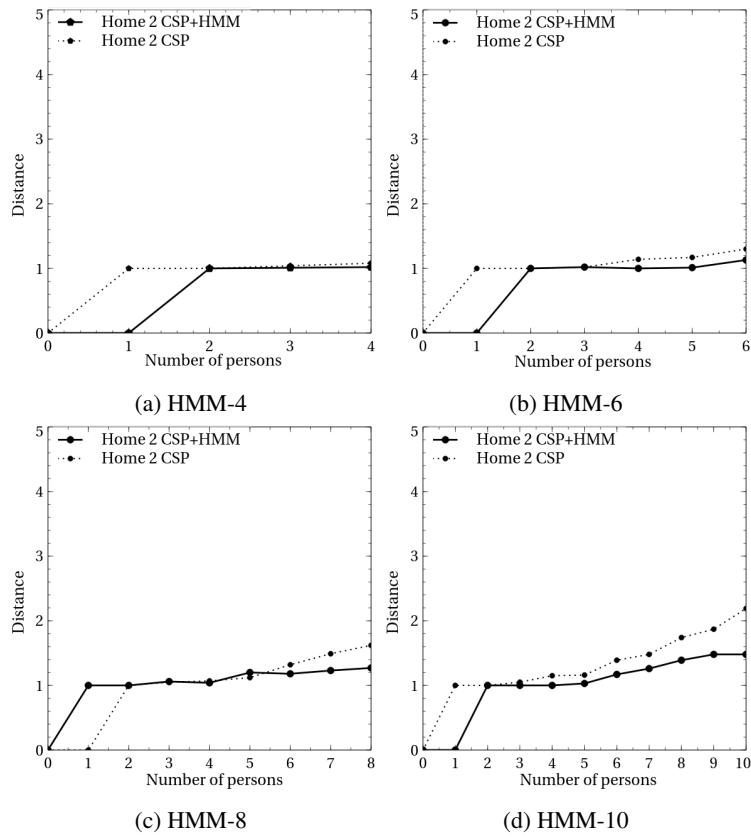 Home 2 CSP+HMM
Home 2 CSP
5
4
3
2
1
0
Distance
0 1 2 3 4
Number of persons
(a) HMM-4
Home 2 CSP+HMM
Home 2 CSP
5
4
3
2
1
0
Distance
0 1 2 3 4 5 6
Number of persons
(b) HMM-6
Home 2 CSP+HMM
Home 2 CSP
5
4
3
2
1
0
Distance
0 1 2 3 4 5 6 7 8
Number of persons
(c) HMM-8
Home 2 CSP+HMM
Home 2 CSP
5
4
3
2
1
0
Distance
0 1 2 3 4 5 6 7 8 9 10
Number of persons
(d) HMM-10